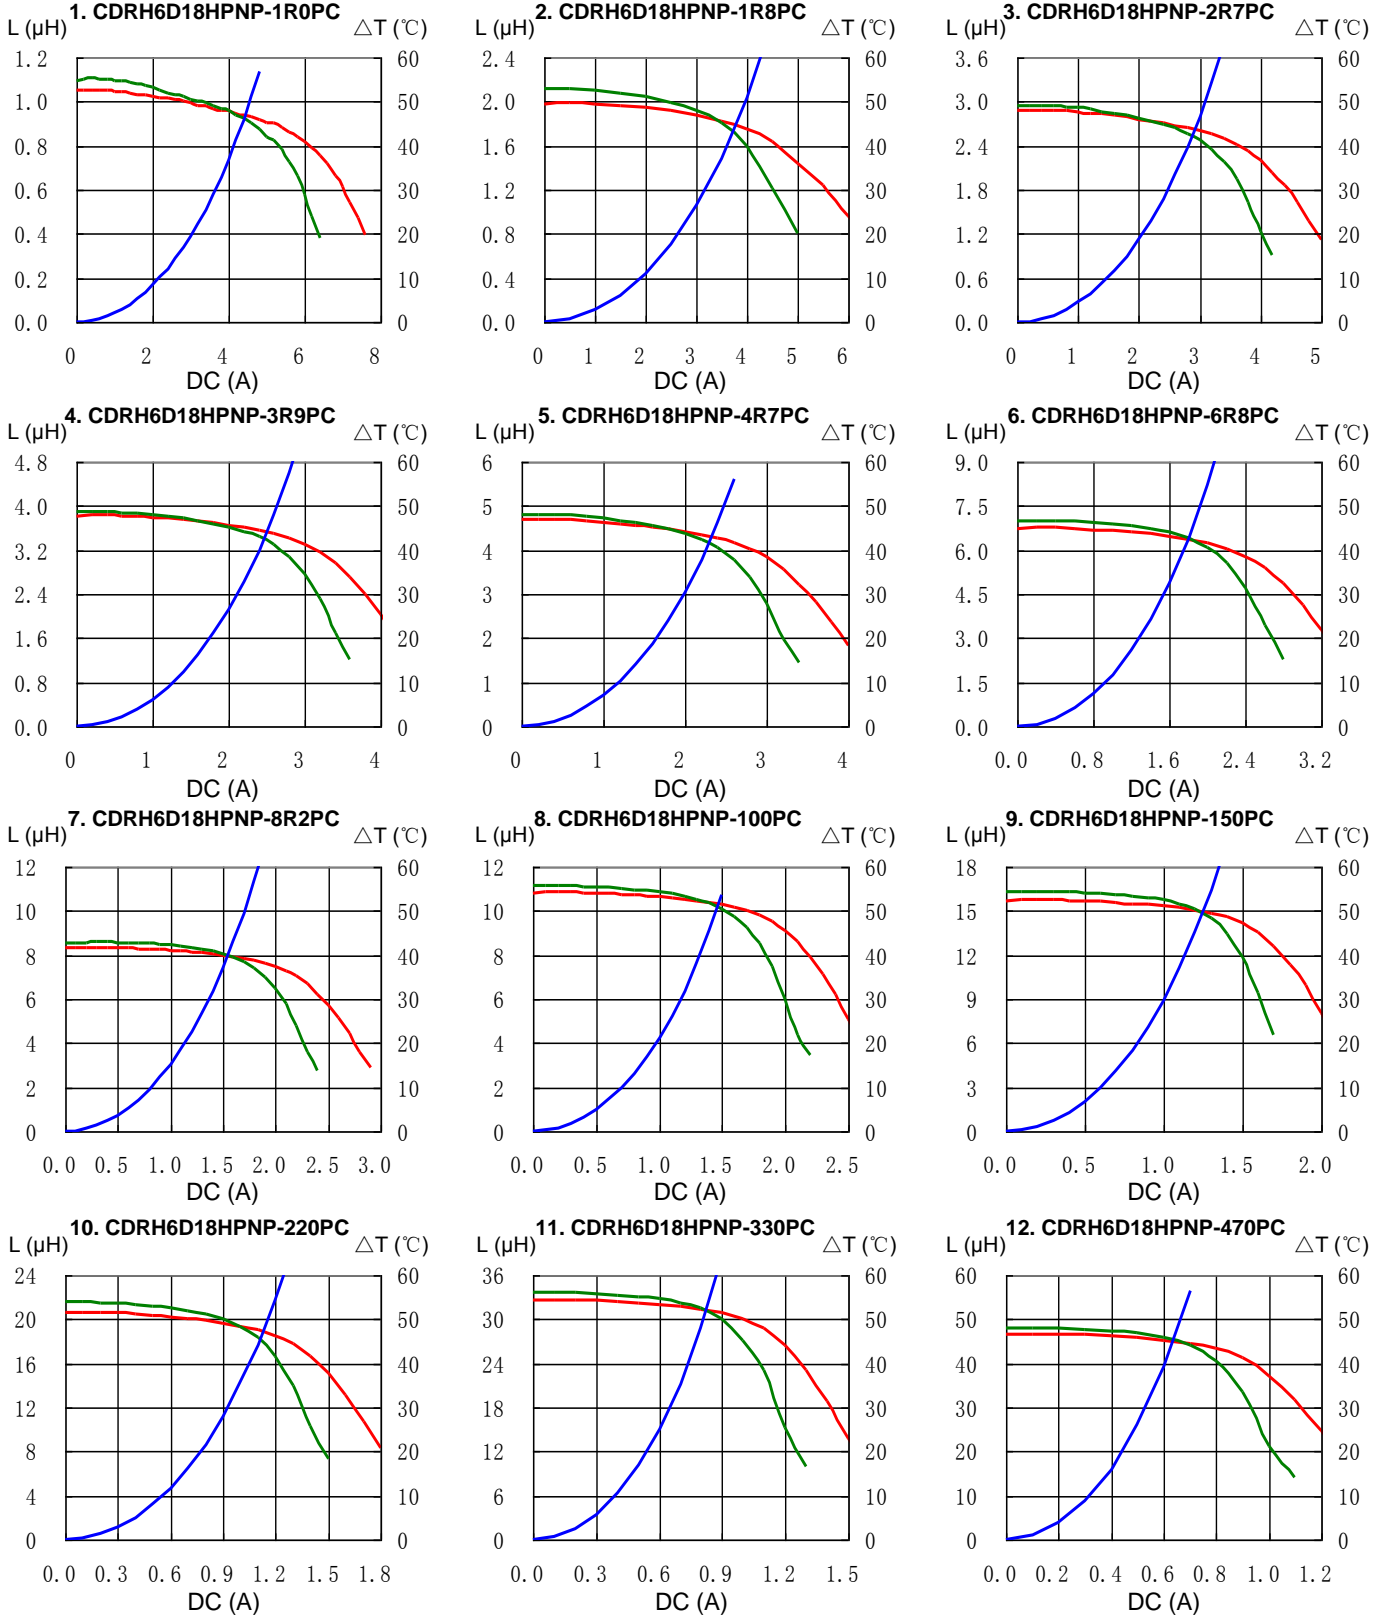 1. CDRH6D18HPNP-1R0PC
L (μH) △T (℃)
1.2 60
1.0 50
0.8 40
0.6 30
0.4 20
0.2 10
0.0 0
0 2 4 6 8
DC (A)
2. CDRH6D18HPNP-1R8PC
L (μH) △T (℃)
2.4 60
2.0 50
1.6 40
1.2 30
0.8 20
0.4 10
0.0 0
0 1 2 3 4 5 6
DC (A)
3. CDRH6D18HPNP-2R7PC
L (μH) △T (℃)
3.6 60
3.0 50
2.4 40
1.8 30
1.2 20
0.6 10
0.0 0
0 1 2 3 4 5
DC (A)
4. CDRH6D18HPNP-3R9PC
L (μH) △T (℃)
4.8 60
4.0 50
3.2 40
2.4 30
1.6 20
0.8 10
0.0 0
0 1 2 3 4
DC (A)
5. CDRH6D18HPNP-4R7PC
L (μH) △T (℃)
6 60
5 50
4 40
3 30
2 20
1 10
0 0
0 1 2 3 4
DC (A)
6. CDRH6D18HPNP-6R8PC
L (μH) △T (℃)
9.0 60
7.5 50
6.0 40
4.5 30
3.0 20
1.5 10
0.0 0
0.0 0.8 1.6 2.4 3.2
DC (A)
7. CDRH6D18HPNP-8R2PC
L (μH) △T (℃)
12 60
10 50
8 40
6 30
4 20
2 10
0 0
0.0 0.5 1.0 1.5 2.0 2.5 3.0
DC (A)
8. CDRH6D18HPNP-100PC
L (μH) △T (℃)
12 60
10 50
8 40
6 30
4 20
2 10
0 0
0.0 0.5 1.0 1.5 2.0 2.5
DC (A)
9. CDRH6D18HPNP-150PC
L (μH) △T (℃)
18 60
15 50
12 40
9 30
6 20
3 10
0 0
0.0 0.5 1.0 1.5 2.0
DC (A)
10. CDRH6D18HPNP-220PC
L (μH) △T (℃)
24 60
20 50
16 40
12 30
8 20
4 10
0 0
0.0 0.3 0.6 0.9 1.2 1.5 1.8
DC (A)
11. CDRH6D18HPNP-330PC
L (μH) △T (℃)
36 60
30 50
24 40
18 30
12 20
6 10
0 0
0.0 0.3 0.6 0.9 1.2 1.5
DC (A)
12. CDRH6D18HPNP-470PC
L (μH) △T (℃)
60 60
50 50
40 40
30 30
20 20
10 10
0 0
0.0 0.2 0.4 0.6 0.8 1.0 1.2
DC (A)